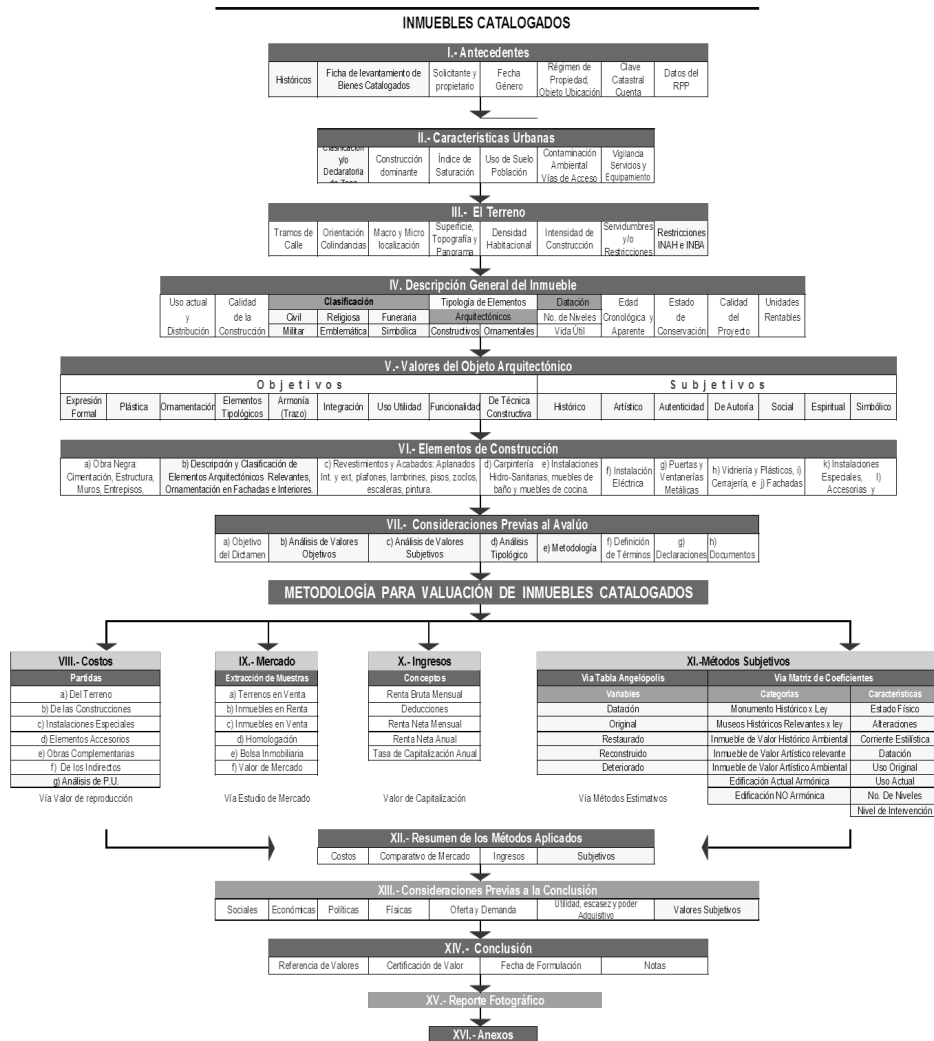 INMUEBLES CATALOGADOS
I.- Antecedentes
Históricos
Ficha de levantamiento de
Bienes Catalogados
Solicitante y
propietario
Fecha
Género
Régimen de
Propiedad,
Objeto Ubicación
Clave
Catastral
Cuenta
Datos del
RPP
II.- Características Urbanas
Clasificación
y/o
Declaratoria
de Zona
Construcción
dominante
Índice de
Saturación
Uso de Suelo
Población
Contaminación
Ambiental
Vías de Acceso
Vigilancia
Servicios y
Equipamiento
III.- El Terreno
Tramos de
Calle
Orientación
Colindancias
Macro y Micro
localización
Superficie,
Topografía y
Panorama
Densidad
Habitacional
Intensidad de
Construcción
Servidumbres
y/o
Restricciones
Restricciones
INAH e INBA
IV. Descripción General del Inmueble
Uso actual
y
Distribución
Calidad
de la
Construcción
Clasificación
Civil
Religiosa
Funeraria
Militar
Emblemática
Simbólica
Tipología de Elementos
Arquitectónicos
Constructivos
Ornamentales
Datación
No. de Niveles
Vida Útil
Edad
Cronológica y
Aparente
Estado
de
Conservación
Calidad
del
Proyecto
Unidades
Rentables
V.- Valores del Objeto Arquitectónico
Objetivos
Subjetivos
Expresión
Formal
Plástica
Ornamentación
Elementos
Tipológicos
Armonía
(Trazo)
Integración
Uso Utilidad
Funcionalidad
De Técnica
Constructiva
Histórico
Artístico
Autenticidad
De Autoría
Social
Espiritual
Simbólico
VI.- Elementos de Construcción
a) Obra Negra:
Cimentación, Estructura,
Muros, Entrepisos,
b) Descripción y Clasificación de
Elementos Arquitectónicos Relevantes,
Ornamentación en Fachadas e Interiores.
c) Revestimientos y Acabados: Aplanados
Int. y ext, plafones, lambrines, pisos, zoclos,
escaleras, pintura.
d) Carpintería e) Instalaciones
Hidro-Sanitarias, muebles de
baño y muebles de cocina.
f) Instalación
Eléctrica
g) Puertas y
Ventanerías
Metálicas
h) Vidriería y Plásticos, i)
Cerrajería, e j) Fachadas
k) Instalaciones
Especiales, l)
Accesorias y
VII.- Consideraciones Previas al Avalúo
a) Objetivo
del Dictamen
b) Análisis de Valores
Objetivos
c) Análisis de Valores
Subjetivos
d) Análisis
Tipológico
e) Metodología
f) Definición
de Términos
g)
Declaraciones
h)
Documentos
METODOLOGÍA PARA VALUACIÓN DE INMUEBLES CATALOGADOS
VIII.- Costos
Partidas
a) Del Terreno
b) De las Construcciones
c) Instalaciones Especiales
d) Elementos Accesorios
e) Obras Complementarias
f) De los Indirectos
g) Análisis de P.U.
Vía Valor de reproducción
IX.- Mercado
Extracción de Muestras
a) Terrenos en Venta
b) Inmuebles en Renta
c) Inmuebles en Venta
d) Homologación
e) Bolsa Inmobiliaria
f) Valor de Mercado
Vía Estudio de Mercado
X.- Ingresos
Conceptos
Renta Bruta Mensual
Deducciones
Renta Neta Mensual
Renta Neta Anual
Tasa de Capitalización Anual
Valor de Capitalización
XI.-Métodos Subjetivos
Vía Tabla Angelópolis
Variables
Datación
Original
Restaurado
Reconstruido
Deteriorado
Vía Métodos Estimativos
Vía Matriz de Coeficientes
Categorías
Monumento Histórico x Ley
Museos Históricos Relevantes x ley
Inmueble de Valor Histórico Ambiental
Inmueble de Valor Artístico relevante
Inmueble de Valor Artístico Ambiental
Edificación Actual Armónica
Edificación NO Armónica
Características
Estado Físico
Alteraciones
Corriente Estilística
Datación
Uso Original
Uso Actual
No. De Niveles
Nivel de Intervención
XII.- Resumen de los Métodos Aplicados
Costos
Comparativo de Mercado
Ingresos
Subjetivos
XIII.- Consideraciones Previas a la Conclusión
Sociales
Económicas
Políticas
Físicas
Oferta y Demanda
Utilidad, escasez y poder
Adquisitivo
Valores Subjetivos
XIV.- Conclusión
Referencia de Valores
Certificación de Valor
Fecha de Formulación
Notas
XV.- Reporte Fotográfico
XVI.- Anexos